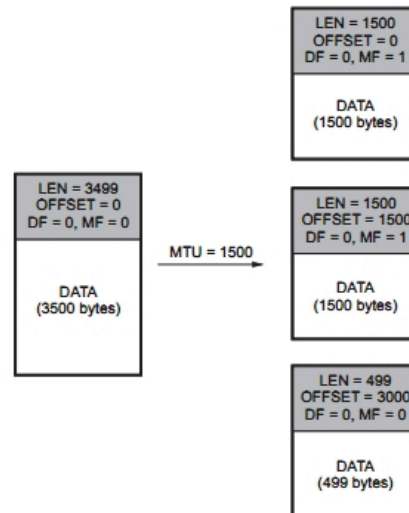 LEN = 3499
OFFSET = 0
DF = 0, MF = 0
DATA
(3500 bytes)
MTU = 1500
LEN = 1500
OFFSET = 0
DF = 0, MF = 1
DATA
(1500 bytes)
LEN = 1500
OFFSET = 1500
DF = 0, MF = 1
DATA
(1500 bytes)
LEN = 499
OFFSET = 3000
DF = 0, MF = 0
DATA
(499 bytes)